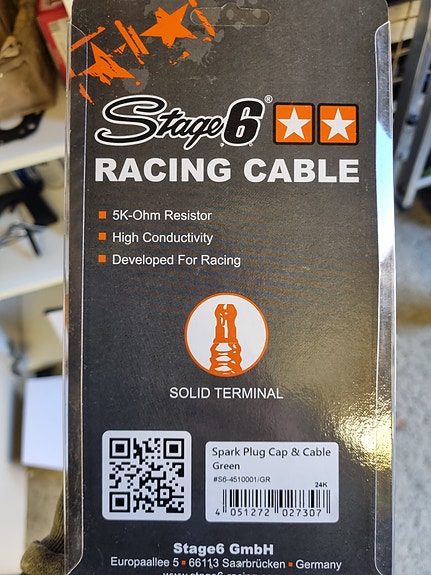 Stage6®
RACING CABLE
5K-Ohm Resistor
High Conductivity
Developed For Racing
SOLID TERMINAL
Spark Plug Cap & Cable
Green
#S6-4510001/GR
24K
4 051272 027307
Stage6 GmbH
Europaallee 5 ▪ 66113 Saarbrücken ▪ Germany